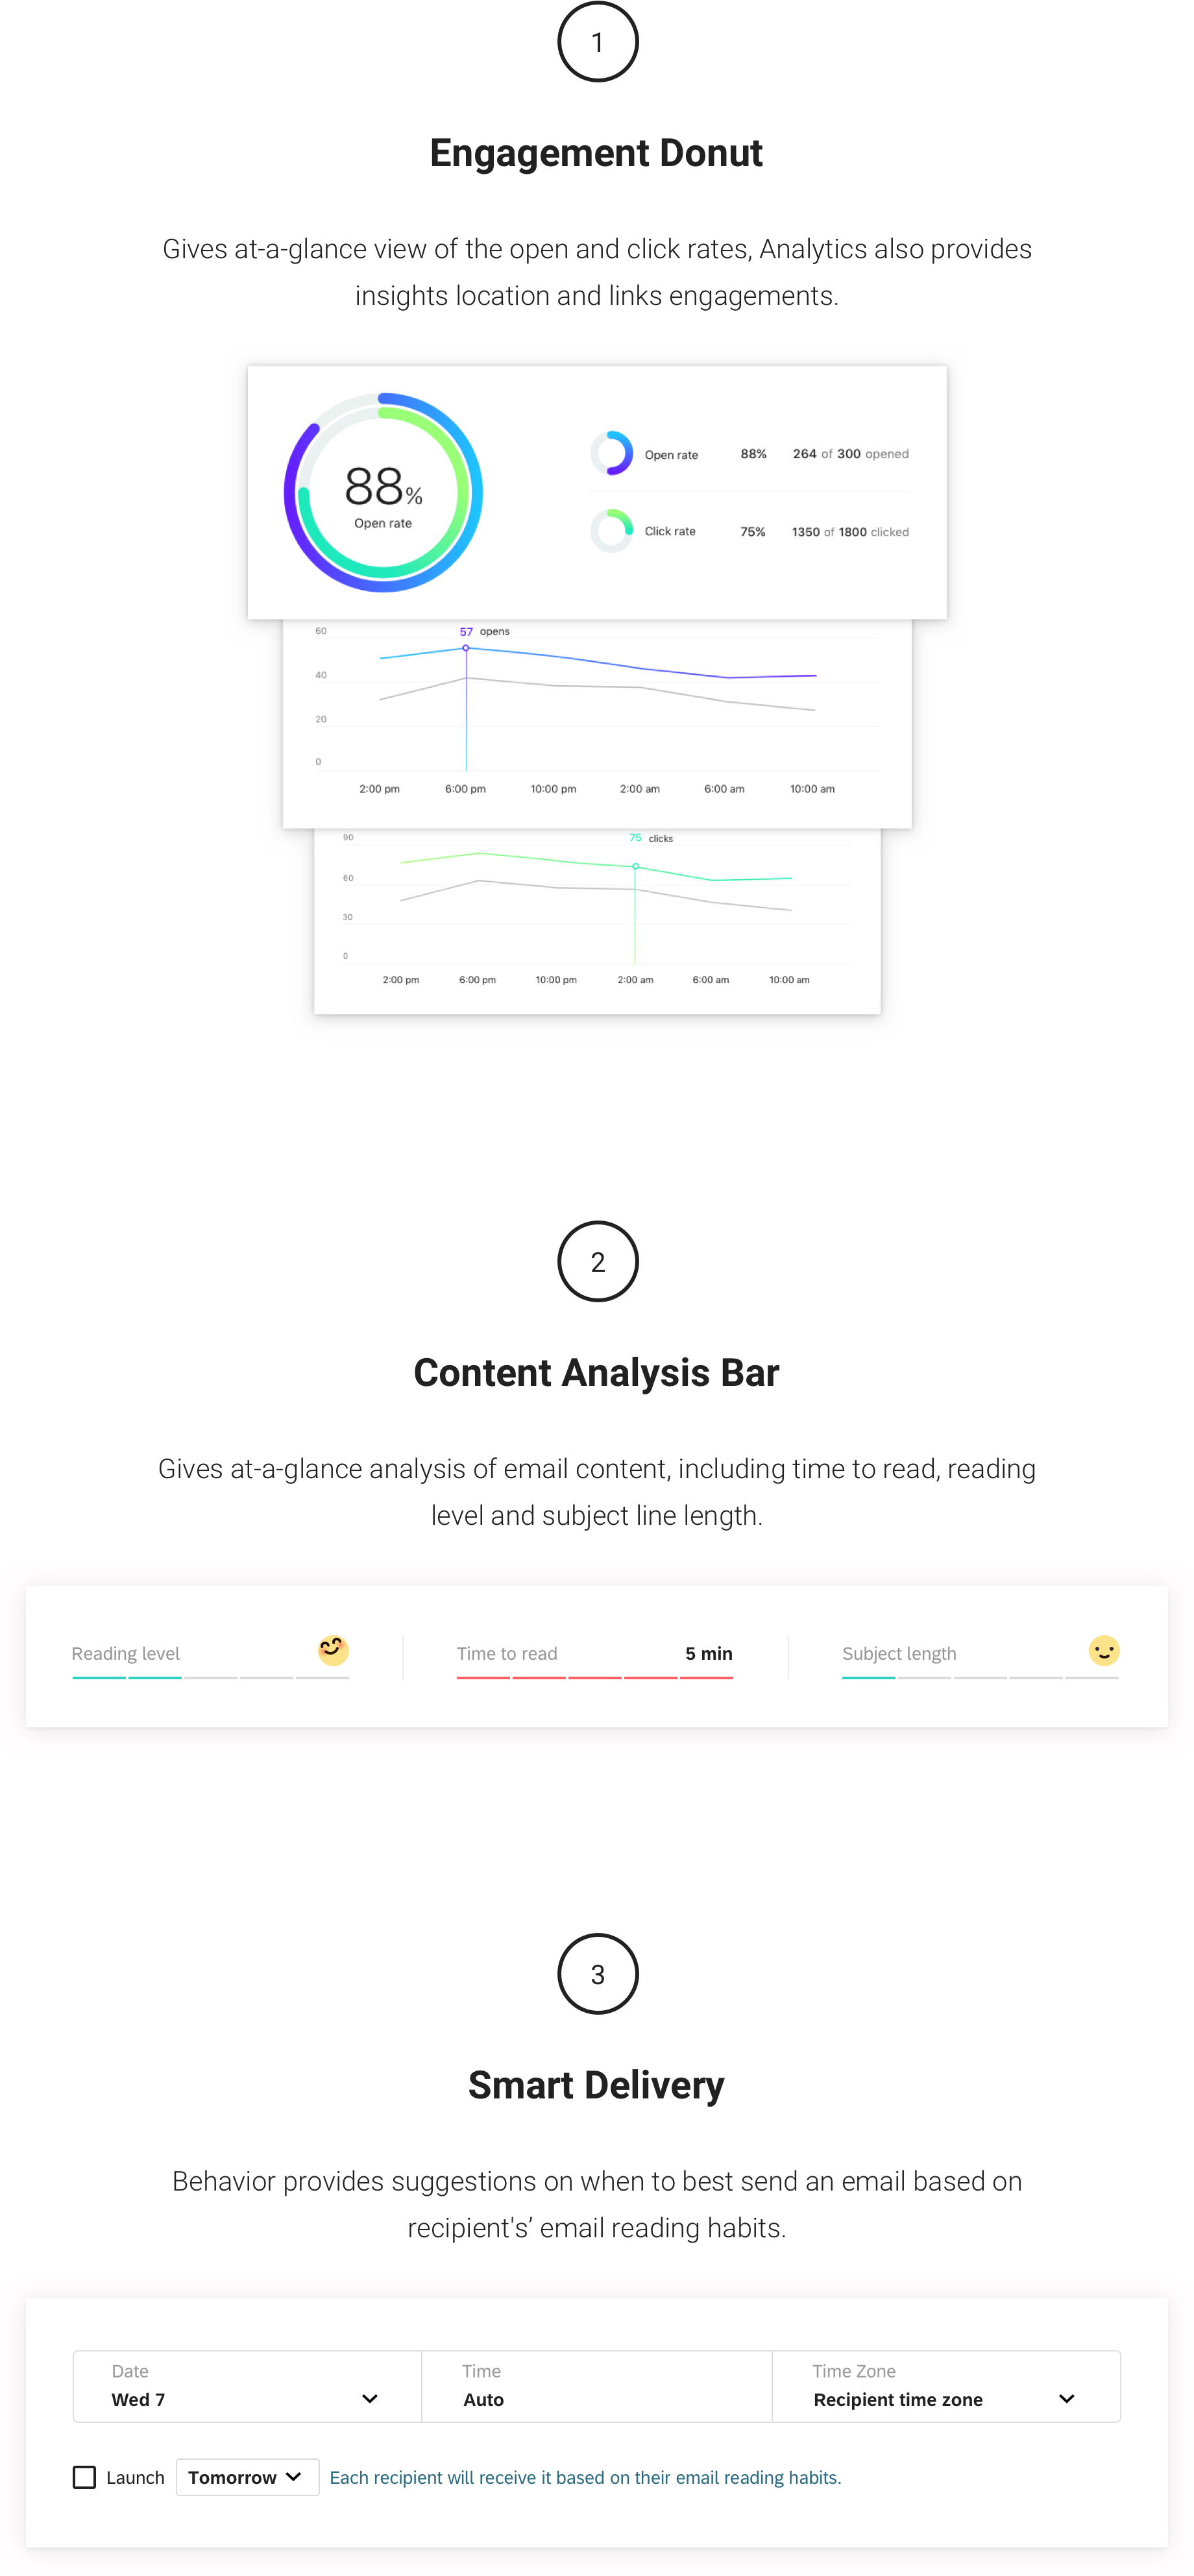 1
Engagement Donut
Gives at-a-glance view of the open and click rates, Analytics also provides
insights location and links engagements.
88%
Open rate
Open rate 88% 264 of 300 opened
Click rate 75% 1350 of 1800 clicked
60
57 opens
40
20
0
2:00 pm 6:00 pm 10:00 pm 2:00 am 6:00 am 10:00 am
90
75 clicks
60
30
0
2:00 pm 6:00 pm 10:00 pm 2:00 am 6:00 am 10:00 am
2
Content Analysis Bar
Gives at-a-glance analysis of email content, including time to read, reading
level and subject line length.
Reading level
Time to read 5 min
Subject length
3
Smart Delivery
Behavior provides suggestions on when to best send an email based on
recipient's’ email reading habits.
Date
Wed 7
Time
Auto
Time Zone
Recipient time zone
Launch Tomorrow Each recipient will receive it based on their email reading habits.